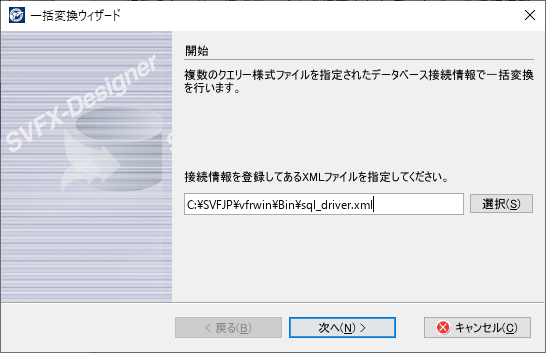 一括変換ウィザード
開始
複数のクエリー様式ファイルを指定されたデータベース接続情報で一括変換
を行います。
SVFX-Designer
接続情報を登録してあるXMLファイルを指定してください。
C:¥SVFJP¥vfrwin¥Bin¥sql_driver.xml
選択(S)
< 戻る(B)
次へ(N) >
キャンセル(C)